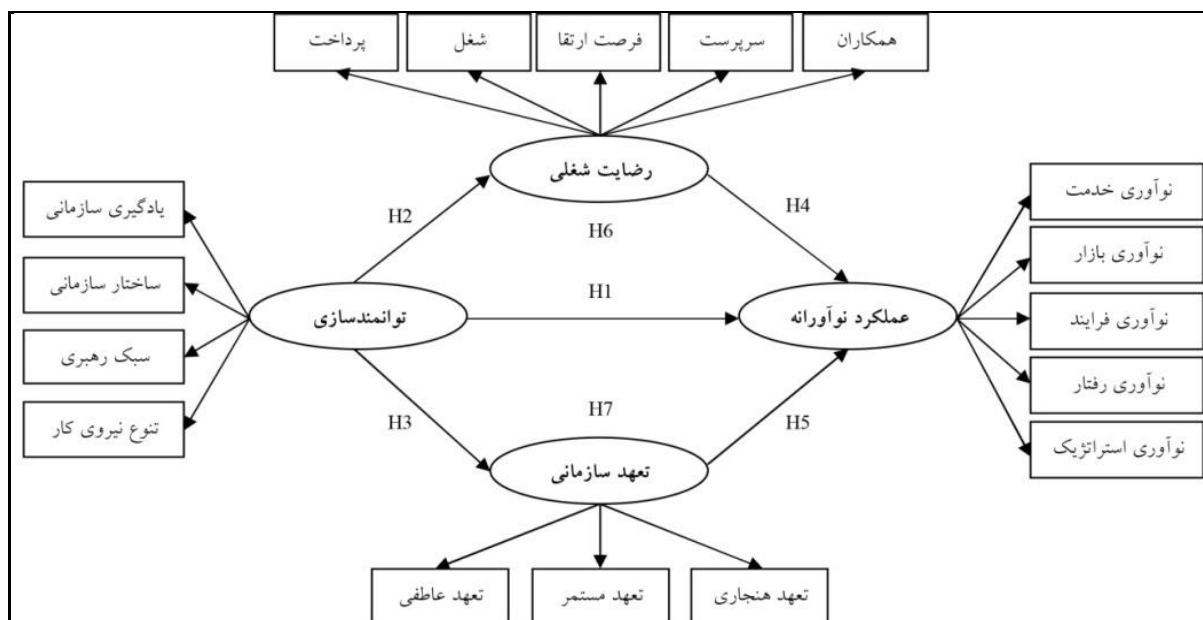 همکاران
سرپرست
فرصت ارتقا
شغل
پرداخت
رضایت شغلی
نوآوری خدمت
یادگیری سازمانی
H2
H4
H6
نوآوری بازار
ساختار سازمانی
H1
عملکرد نوآورانه
توانمندسازی
نوآوری فرایند
سبک رهبری
نوآوری رفتار
تنوع نیروی کار
H3
H7
H5
نوآوری استراتژیک
تعهد سازمانی
تعهد هنجاری
تعهد مستمر
تعهد عاطفی